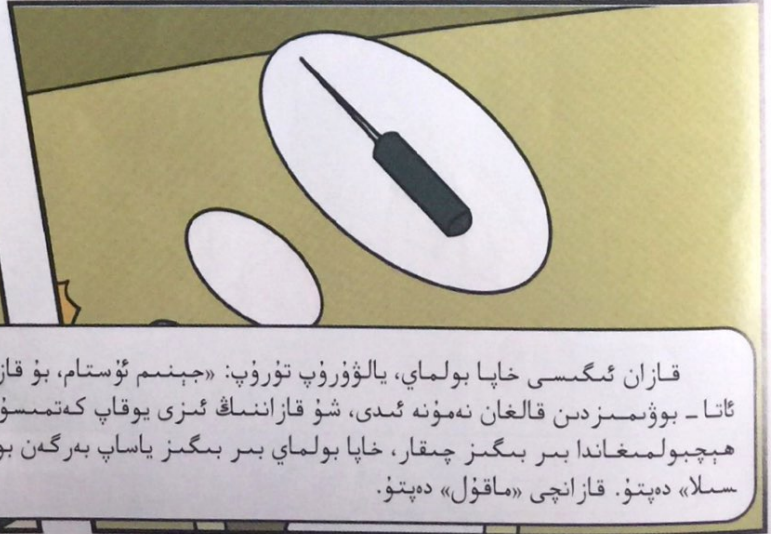 قازان ئىگىسى خاپا بولماي، يالۋۇرۇپ تۇرۇپ: «جېنىم ئۇستام، بۇ قاز
ئاتا ـ بوۋىمىزدىن قالغان نەمۇنە ئىدى، شۇ قازاننىڭ ئىزى يوقاپ كەتمىسۇ
ھېچبولمىغاندا بىر بىگىز چىقار، خاپا بولماي بىر بىگىز ياساپ بەرگەن بو
سىلا» دەپتۇ. قازانچى «ماقۇل» دەپتۇ.